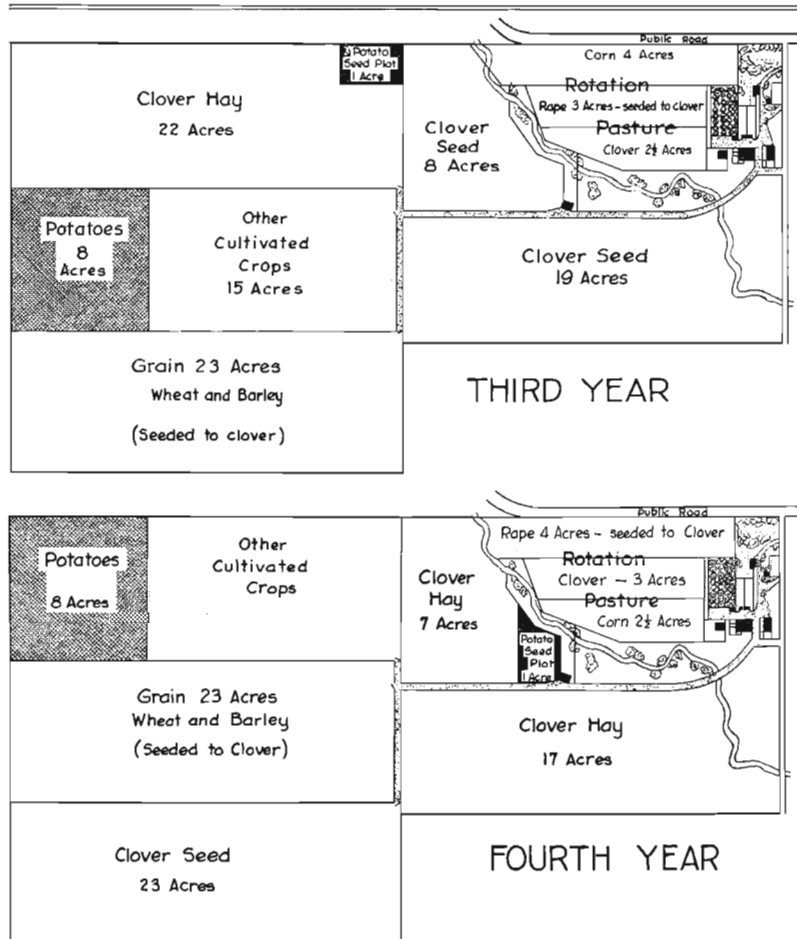 Public Road
Potato
Seed Plot
1 Acre
Corn 4 Acres
Clover Hay
22 Acres
Rotation
Rape 3 Acres - seeded to clover
Pasture
Clover 2½ Acres
Clover
Seed
8 Acres
Potatoes
8
Acres
Other
Cultivated
Crops
15 Acres
Clover Seed
19 Acres
Grain 23 Acres
Wheat and Barley
(Seeded to clover)
THIRD YEAR
Public Road
Rape 4 Acres - seeded to Clover
Potatoes
8 Acres
Other
Cultivated
Crops
Clover
Hay
7 Acres
Rotation
Clover - 3 Acres
Pasture
Corn 2½ Acres
Potato
Seed
Plot
1 Acre
Grain 23 Acres
Wheat and Barley
(Seeded to Clover)
Clover Hay
17 Acres
Clover Seed
23 Acres
FOURTH YEAR